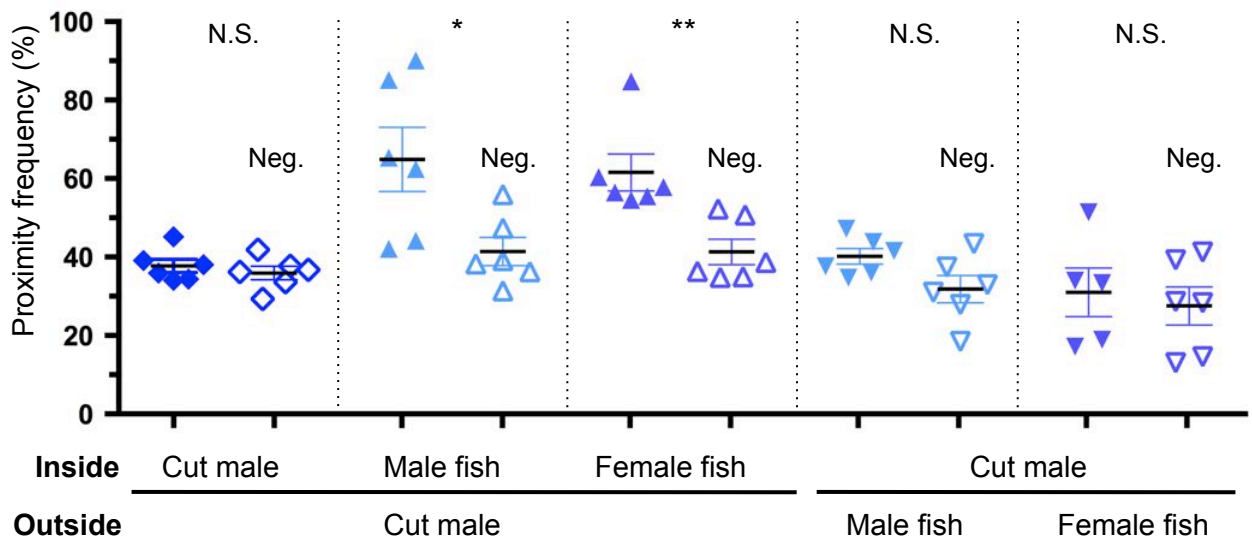 Proximity frequency (%)
100
80
60
40
20
0
N.S.
*
**
N.S.
N.S.
Neg.
Neg.
Neg.
Neg.
Neg.
Inside Cut male Male fish Female fish Cut male
Outside Cut male Male fish Female fish